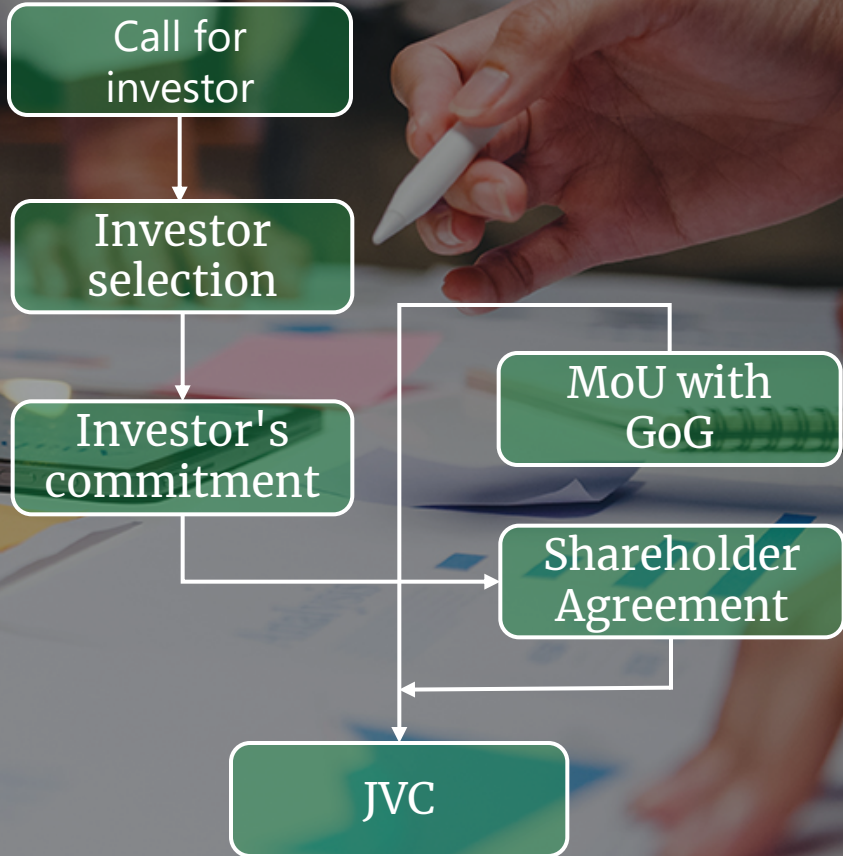 Call for
investor
Investor
selection
Investor's
commitment
MoU with
GoG
Shareholder
Agreement
JVC